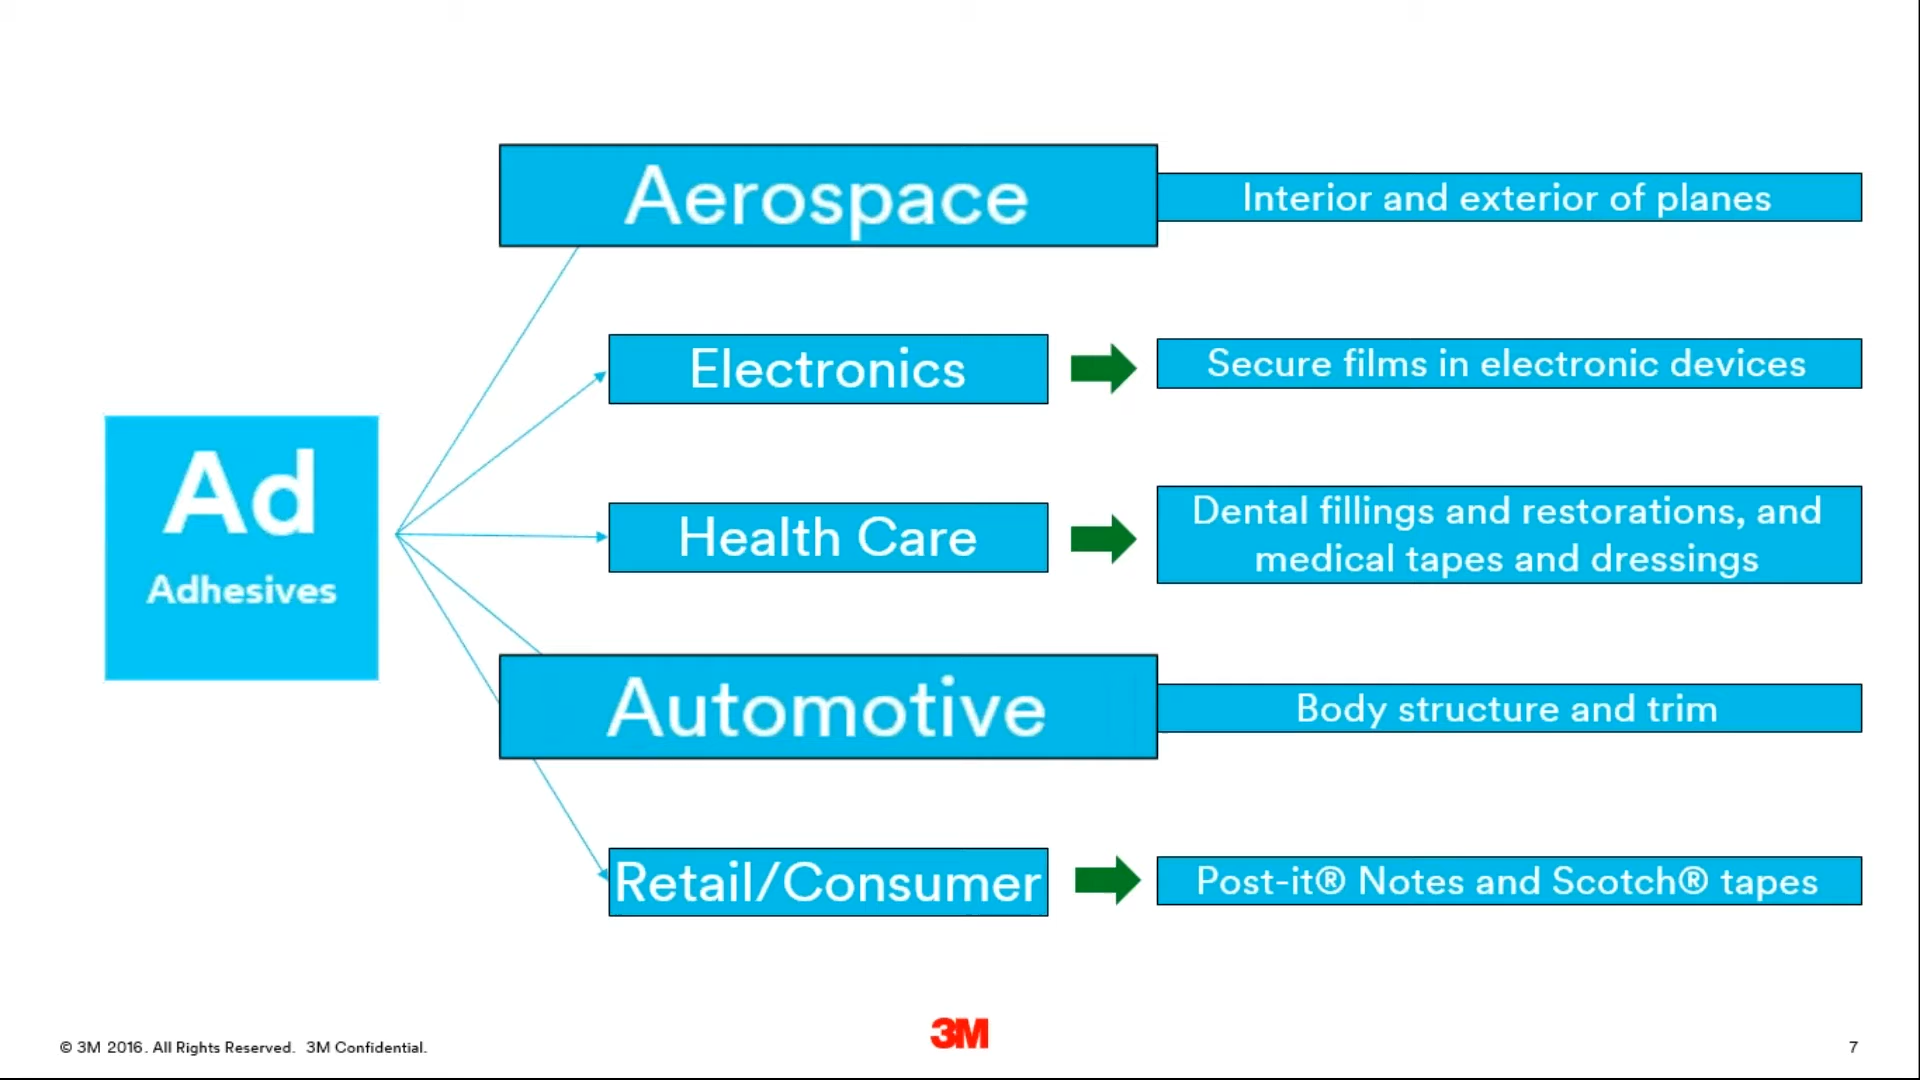 Aerospace
Interior and exterior of planes
Electronics
Secure films in electronic devices
Ad
Adhesives
Health Care
Dental fillings and restorations, and
medical tapes and dressings
Automotive
Body structure and trim
Retail/Consumer
Post-it® Notes and Scotch® tapes
© 3M 2016. All Rights Reserved. 3M Confidential.
3M
7